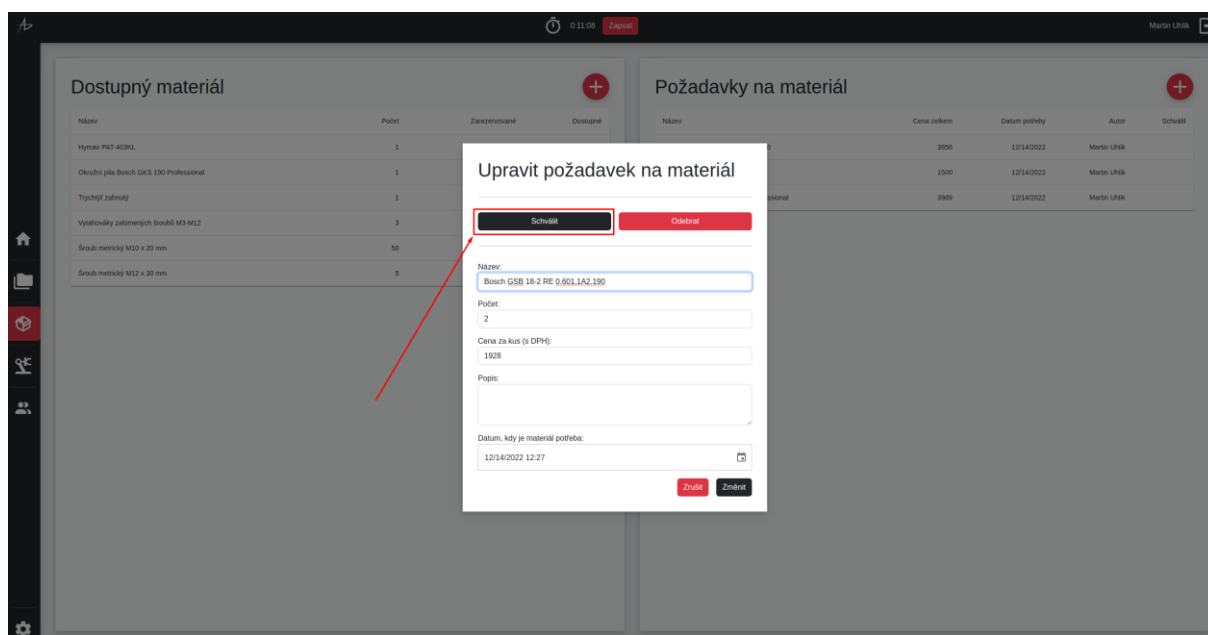 0:11:08 Zapsat Martin Uhlík
Dostupný materiál
Název Počet Zarezervované Dostupné
Hymair PAT-403KL 1
Okružní pila Bosch GKS 190 Professional 1
Trychtýř zahnutý 1
Vytahováky zalomených šroubů M3-M12 3
Šroub metrický M10 x 20 mm 50
Šroub metrický M12 x 30 mm 5
Požadavky na materiál
Název Cena celkem Datum potřeby Autor Schválil
0 3856 12/14/2022 Martin Uhlík
1500 12/14/2022 Martin Uhlík
3989 12/14/2022 Martin Uhlík
Upravit požadavek na materiál
Schválit Odebrat
Název:
Bosch GSB 18-2 RE 0.601.1A2.190
Počet:
2
Cena za kus (s DPH):
1928
Popis:
Datum, kdy je materiál potřeba:
12/14/2022 12:27
Zrušit Změnit